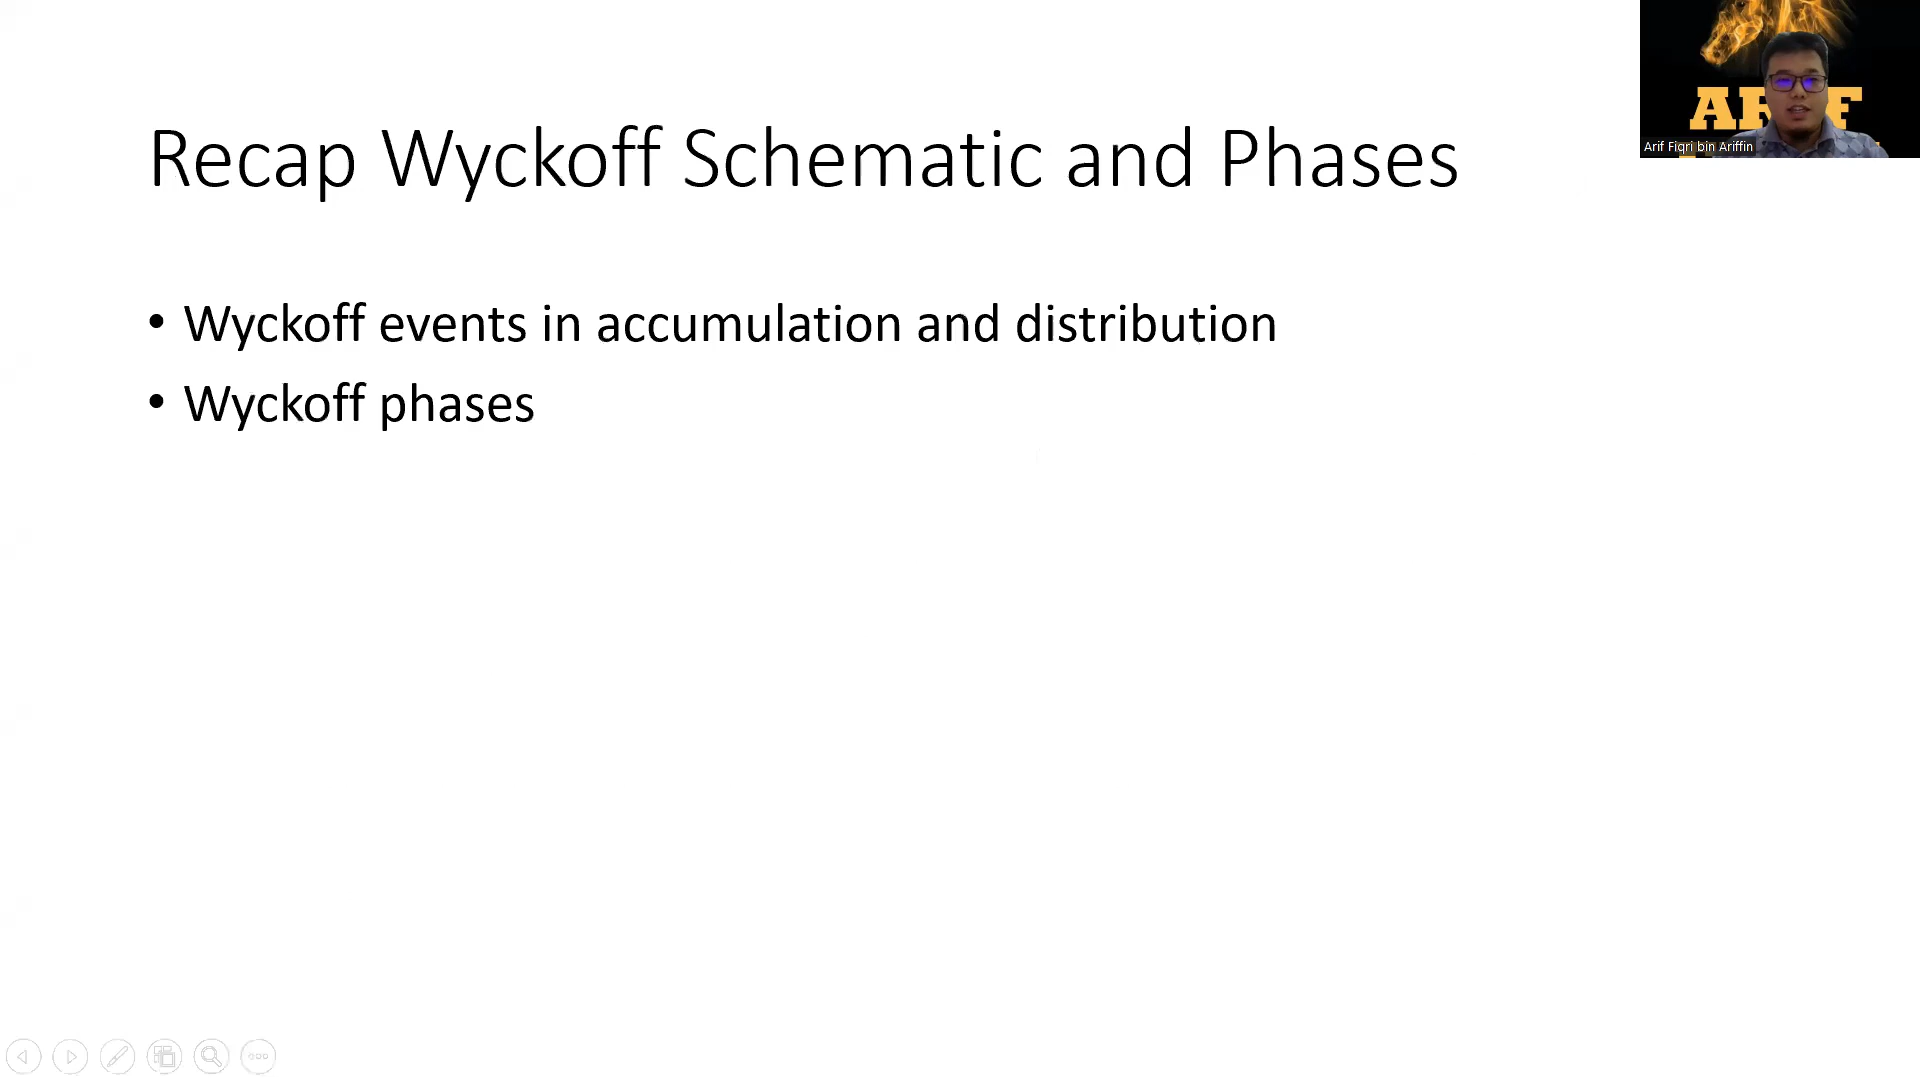 Recap Wyckoff Schematic and Phases
• Wyckoff events in accumulation and distribution
• Wyckoff phases
Arif Fiqri bin Ariffin